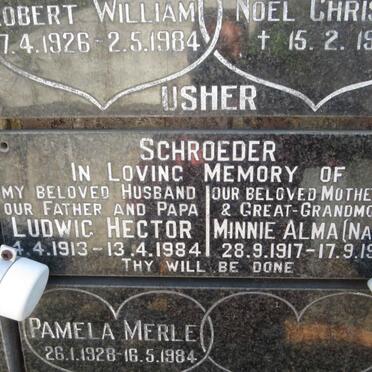 ROBERT WILLIAM NOEL CHRIS
7.4.1926 - 2.5.1984 † 15.2.19
USHER
SCHROEDER
IN LOVING MEMORY OF
MY BELOVED HUSBAND OUR BELOVED MOTHE
OUR FATHER AND PAPA & GREAT-GRANDMO
LUDWIG HECTOR MINNIE ALMA (NA
4.4.1913 - 13.4.1984 28.9.1917 - 17.9.19
THY WILL BE DONE
PAMELA MERLE
26.1.1928 - 16.5.1984